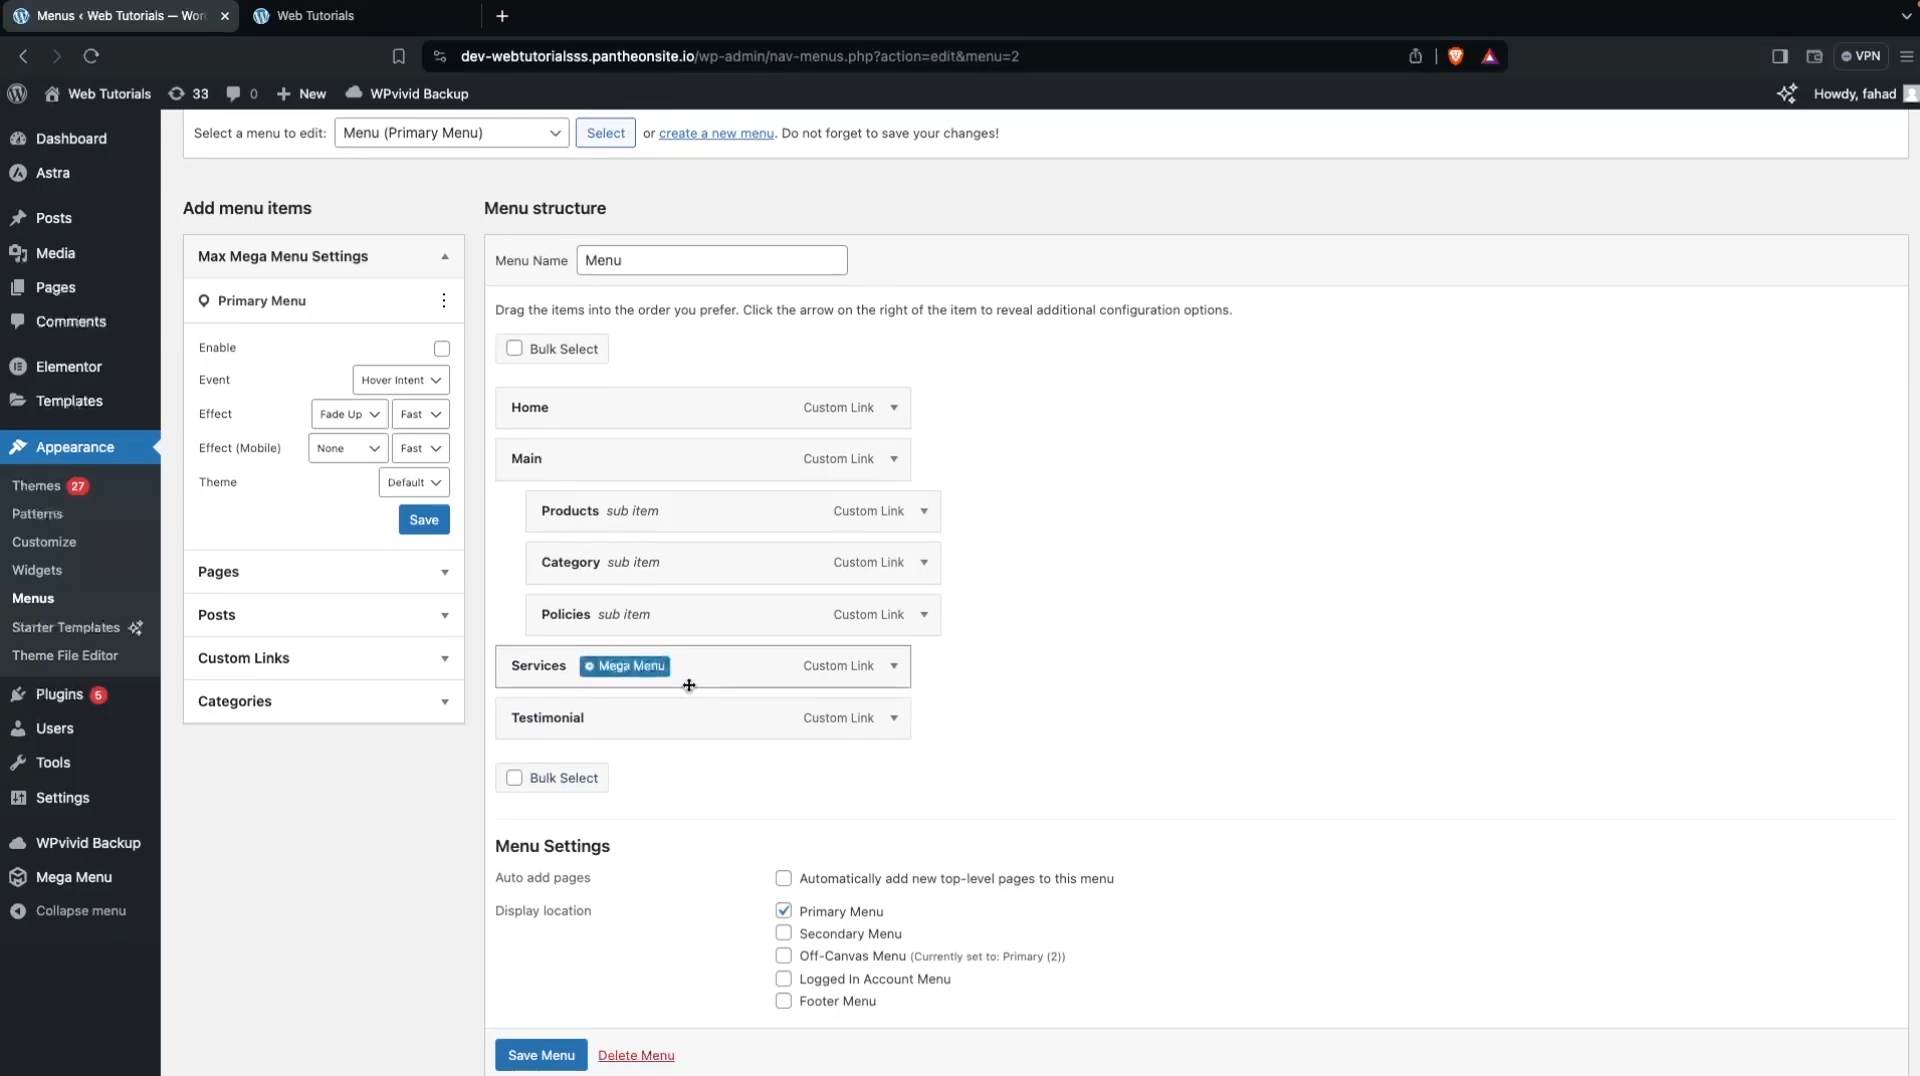 Menus ‹ Web Tutorials — Wor
Web Tutorials
dev-webtutorialsss.pantheonsite.io/wp-admin/nav-menus.php?action=edit&menu=2
VPN
Web Tutorials
33
0
New
WPvivid Backup
Howdy, fahad
Dashboard
Astra
Posts
Media
Pages
Comments
Elementor
Templates
Appearance
Themes 27
Patterns
Customize
Widgets
Menus
Starter Templates
Theme File Editor
Plugins 5
Users
Tools
Settings
WPvivid Backup
Mega Menu
Collapse menu
Select a menu to edit: Menu (Primary Menu) Select or create a new menu. Do not forget to save your changes!
Add menu items
Max Mega Menu Settings
Primary Menu
Enable
Event Hover Intent
Effect Fade Up Fast
Effect (Mobile) None Fast
Theme Default
Save
Pages
Posts
Custom Links
Categories
Menu structure
Menu Name Menu
Drag the items into the order you prefer. Click the arrow on the right of the item to reveal additional configuration options.
Bulk Select
Home Custom Link
Main Custom Link
Products sub item Custom Link
Category sub item Custom Link
Policies sub item Custom Link
Services Mega Menu Custom Link
Testimonial Custom Link
Bulk Select
Menu Settings
Auto add pages Automatically add new top-level pages to this menu
Display location Primary Menu
Secondary Menu
Off-Canvas Menu (Currently set to: Primary (2))
Logged In Account Menu
Footer Menu
Save Menu Delete Menu